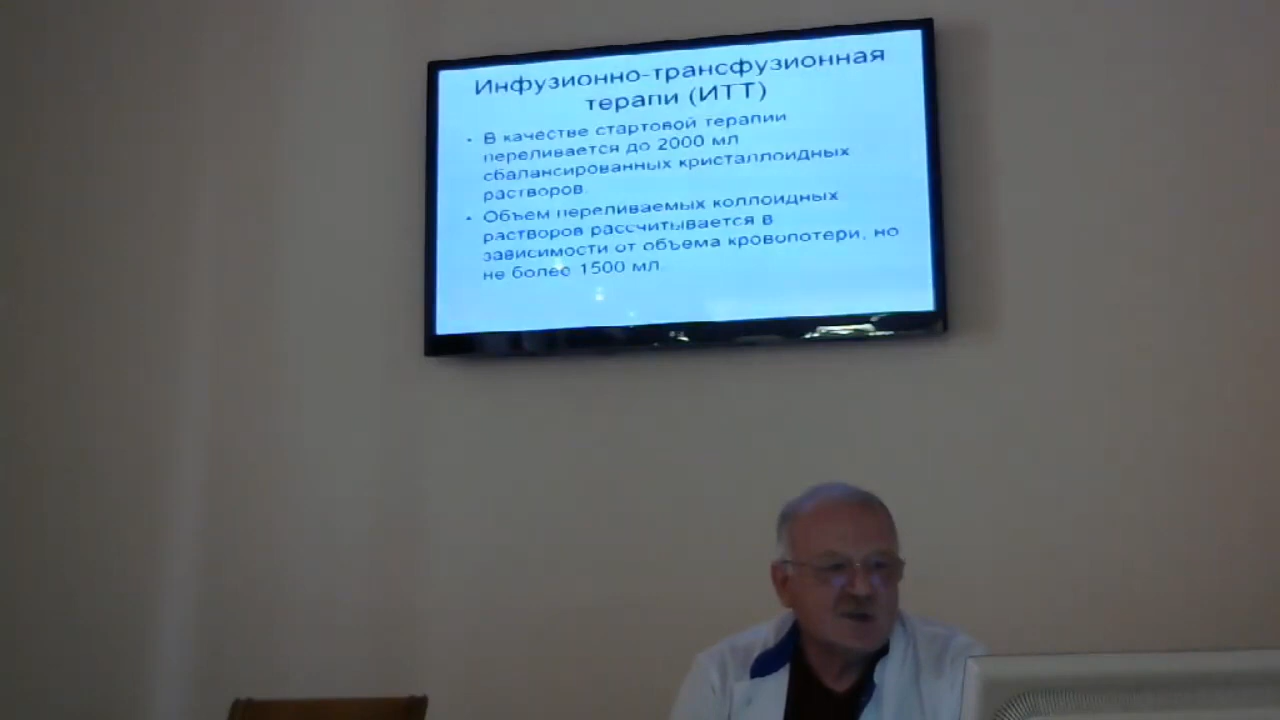 Инфузионно-трансфузионная
терапи (ИТТ)
• В качестве стартовой терапии
переливается до 2000 мл
сбалансированных кристаллоидных
растворов.
• Объем переливаемых коллоидных
растворов рассчитывается в
зависимости от объема кровопотери, но
не более 1500 мл